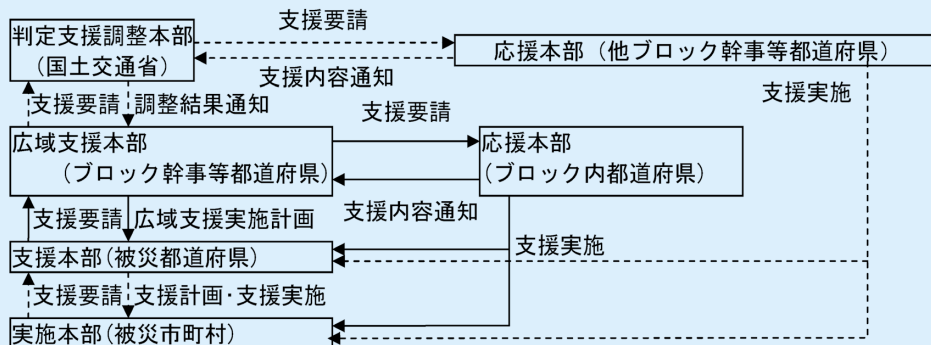 支援要請
判定支援調整本部
（国土交通省）
応援本部（他ブロック幹事等都道府県）
支援内容通知
支援要請
調整結果通知
支援実施
支援要請
広域支援本部
（ブロック幹事等都道府県）
応援本部
（ブロック内都道府県）
支援要請
広域支援実施計画
支援内容通知
支援本部（被災都道府県）
支援実施
支援要請
支援計画・支援実施
実施本部（被災市町村）